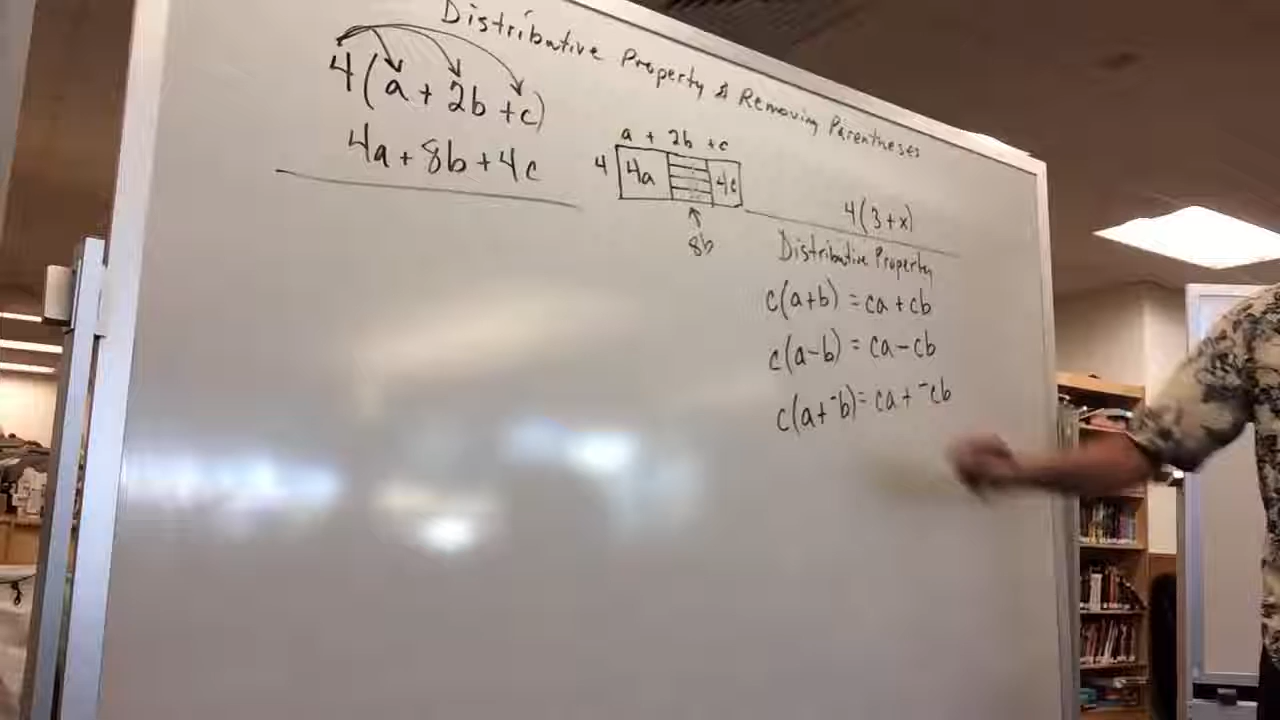 Distributive Property & Removing Parentheses
4(a + 2b + c)
4a + 8b + 4c
a + 2b + c
4 4a 4c
8b
4(3+x)
Distributive Property
c(a+b) = ca + cb
c(a-b) = ca - cb
c(a+⁻b) = ca + ⁻cb